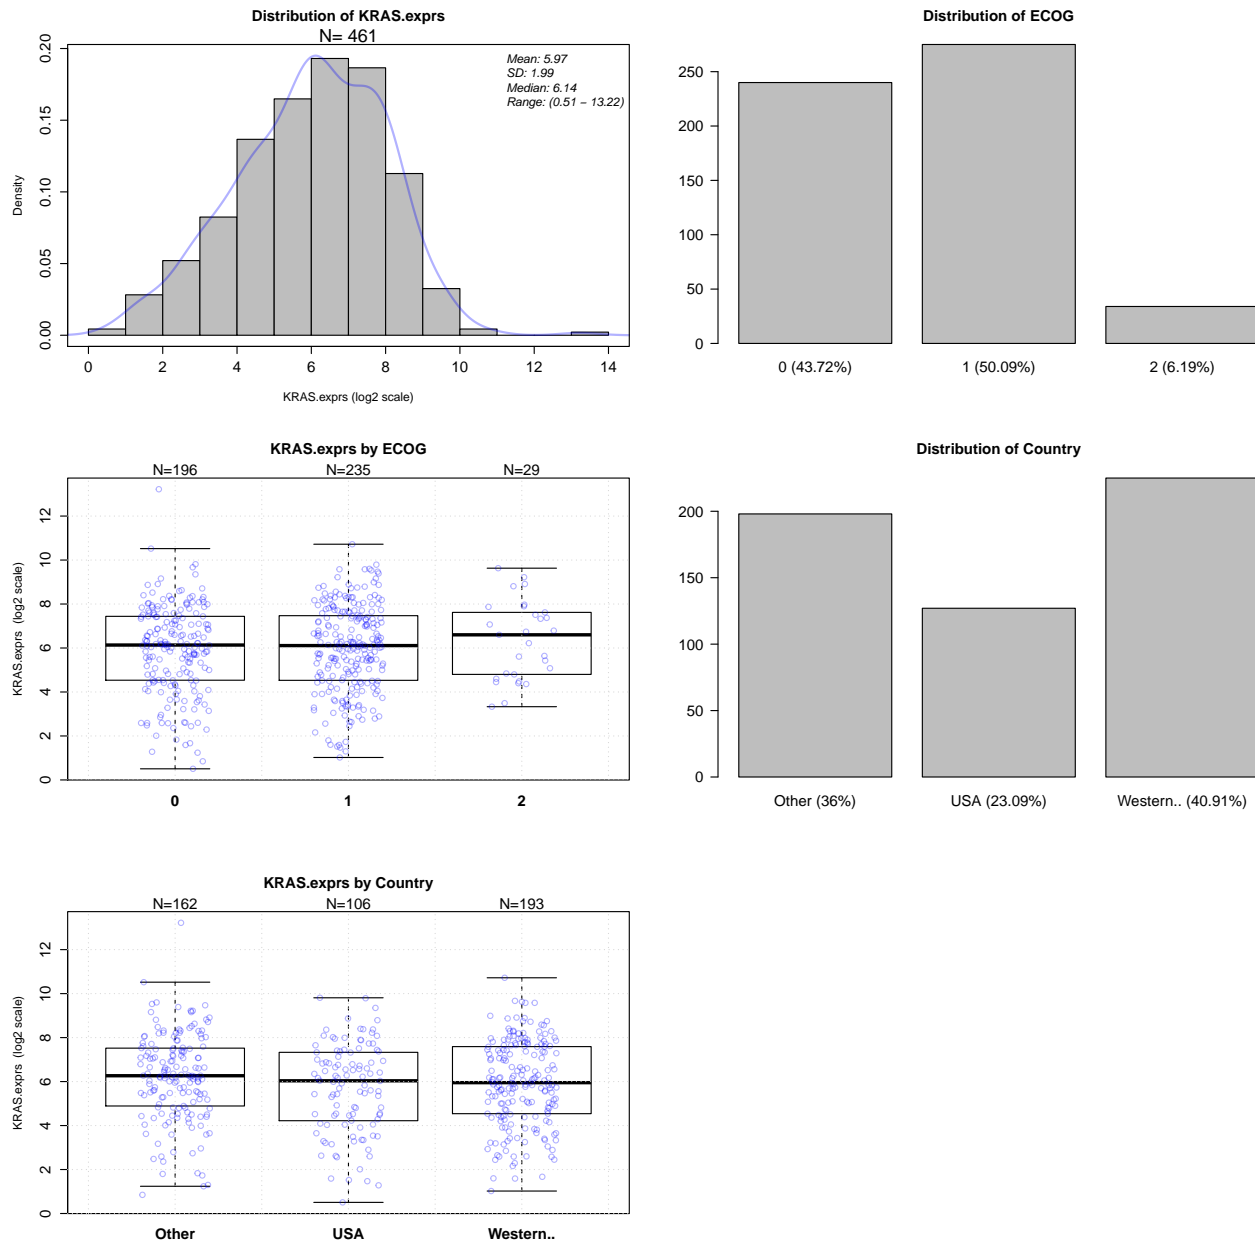 Distribution of KRAS.exprs
N= 461
Mean: 5.97
SD: 1.99
Median: 6.14
Range: (0.51 − 13.22)
Density
0.00 0.05 0.10 0.15 0.20
0 2 4 6 8 10 12 14
KRAS.exprs (log2 scale)
Distribution of ECOG
250
200
150
100
50
0
0 (43.72%) 1 (50.09%) 2 (6.19%)
KRAS.exprs by ECOG
N=196 N=235 N=29
KRAS.exprs (log2 scale)
0 2 4 6 8 10 12
0 1 2
Distribution of Country
200
150
100
50
0
Other (36%) USA (23.09%) Western.. (40.91%)
KRAS.exprs by Country
N=162 N=106 N=193
KRAS.exprs (log2 scale)
0 2 4 6 8 10 12
Other USA Western..